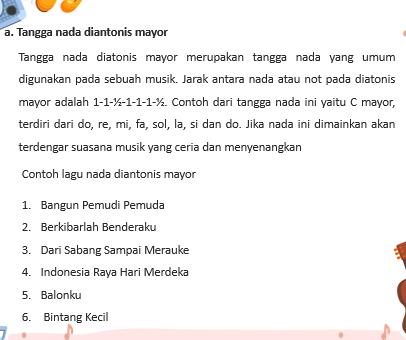 a. Tangga nada diantonis mayor
Tangga nada diatonis mayor merupakan tangga nada yang umum
digunakan pada sebuah musik. Jarak antara nada atau not pada diatonis
mayor adalah 1-1-½-1-1-1-½. Contoh dari tangga nada ini yaitu C mayor,
terdiri dari do, re, mi, fa, sol, la, si dan do. Jika nada ini dimainkan akan
terdengar suasana musik yang ceria dan menyenangkan
Contoh lagu nada diantonis mayor
1. Bangun Pemudi Pemuda
2. Berkibarlah Benderaku
3. Dari Sabang Sampai Merauke
4. Indonesia Raya Hari Merdeka
5. Balonku
6. Bintang Kecil